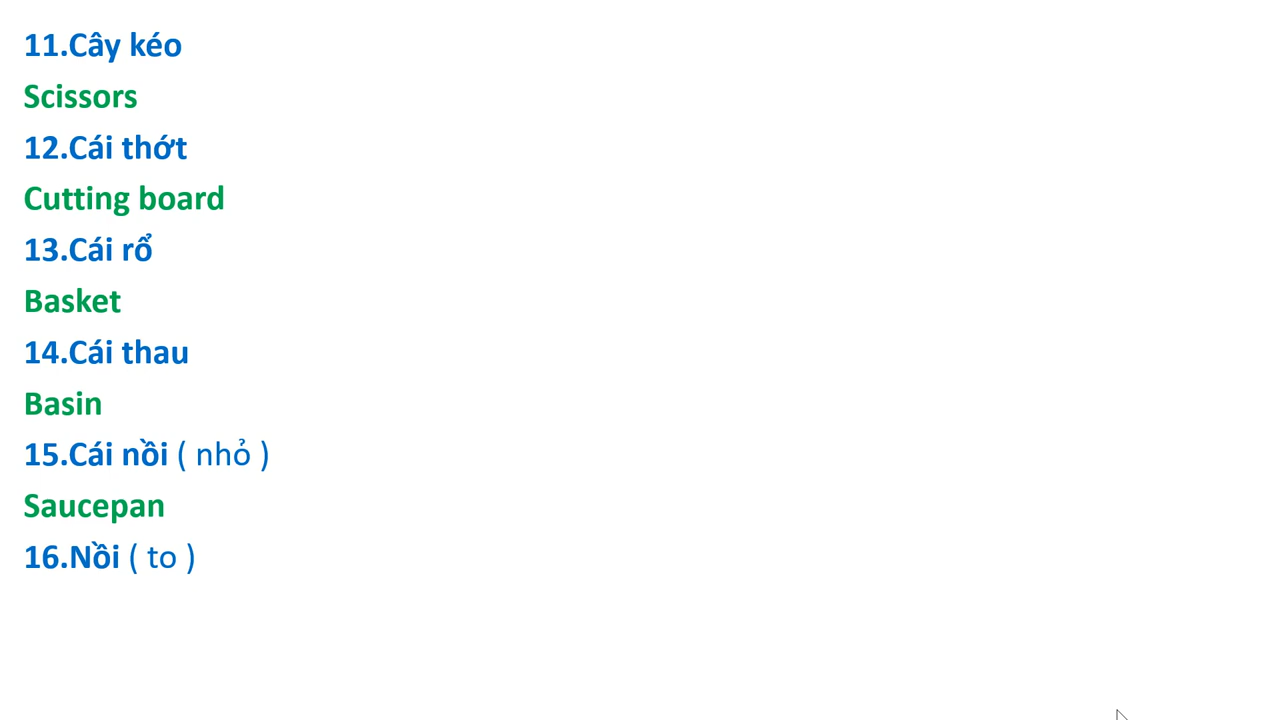 11.Cây kéo
Scissors
12.Cái thớt
Cutting board
13.Cái rổ
Basket
14.Cái thau
Basin
15.Cái nồi ( nhỏ )
Saucepan
16.Nồi ( to )